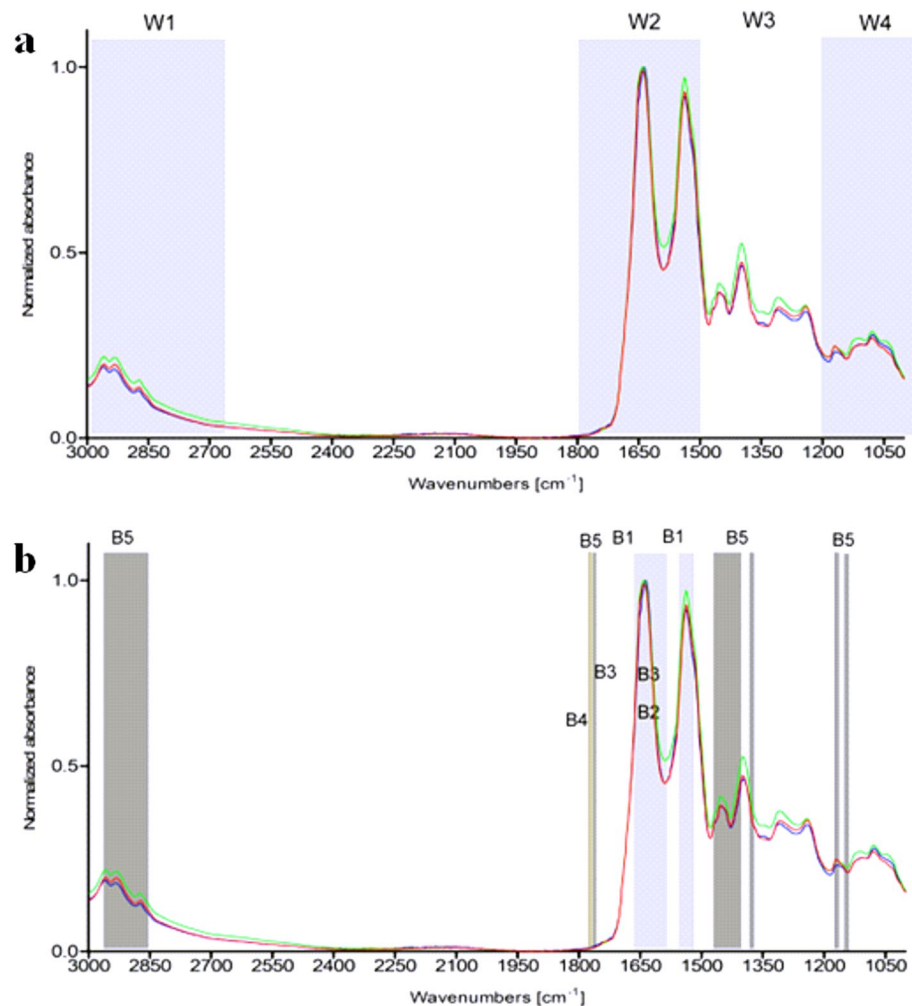 a
W1 W2 W3 W4
Normalized absorbance
1.0
0.5
0.0
3000 2850 2700 2550 2400 2250 2100 1950 1800 1650 1500 1350 1200 1050
Wavenumbers [cm-1]
b
B5 B5 B1 B1 B5 B5
Normalized absorbance
1.0
B3 B3
B4 B2
0.5
0.0
3000 2850 2700 2550 2400 2250 2100 1950 1800 1650 1500 1350 1200 1050
Wavenumbers [cm-1]